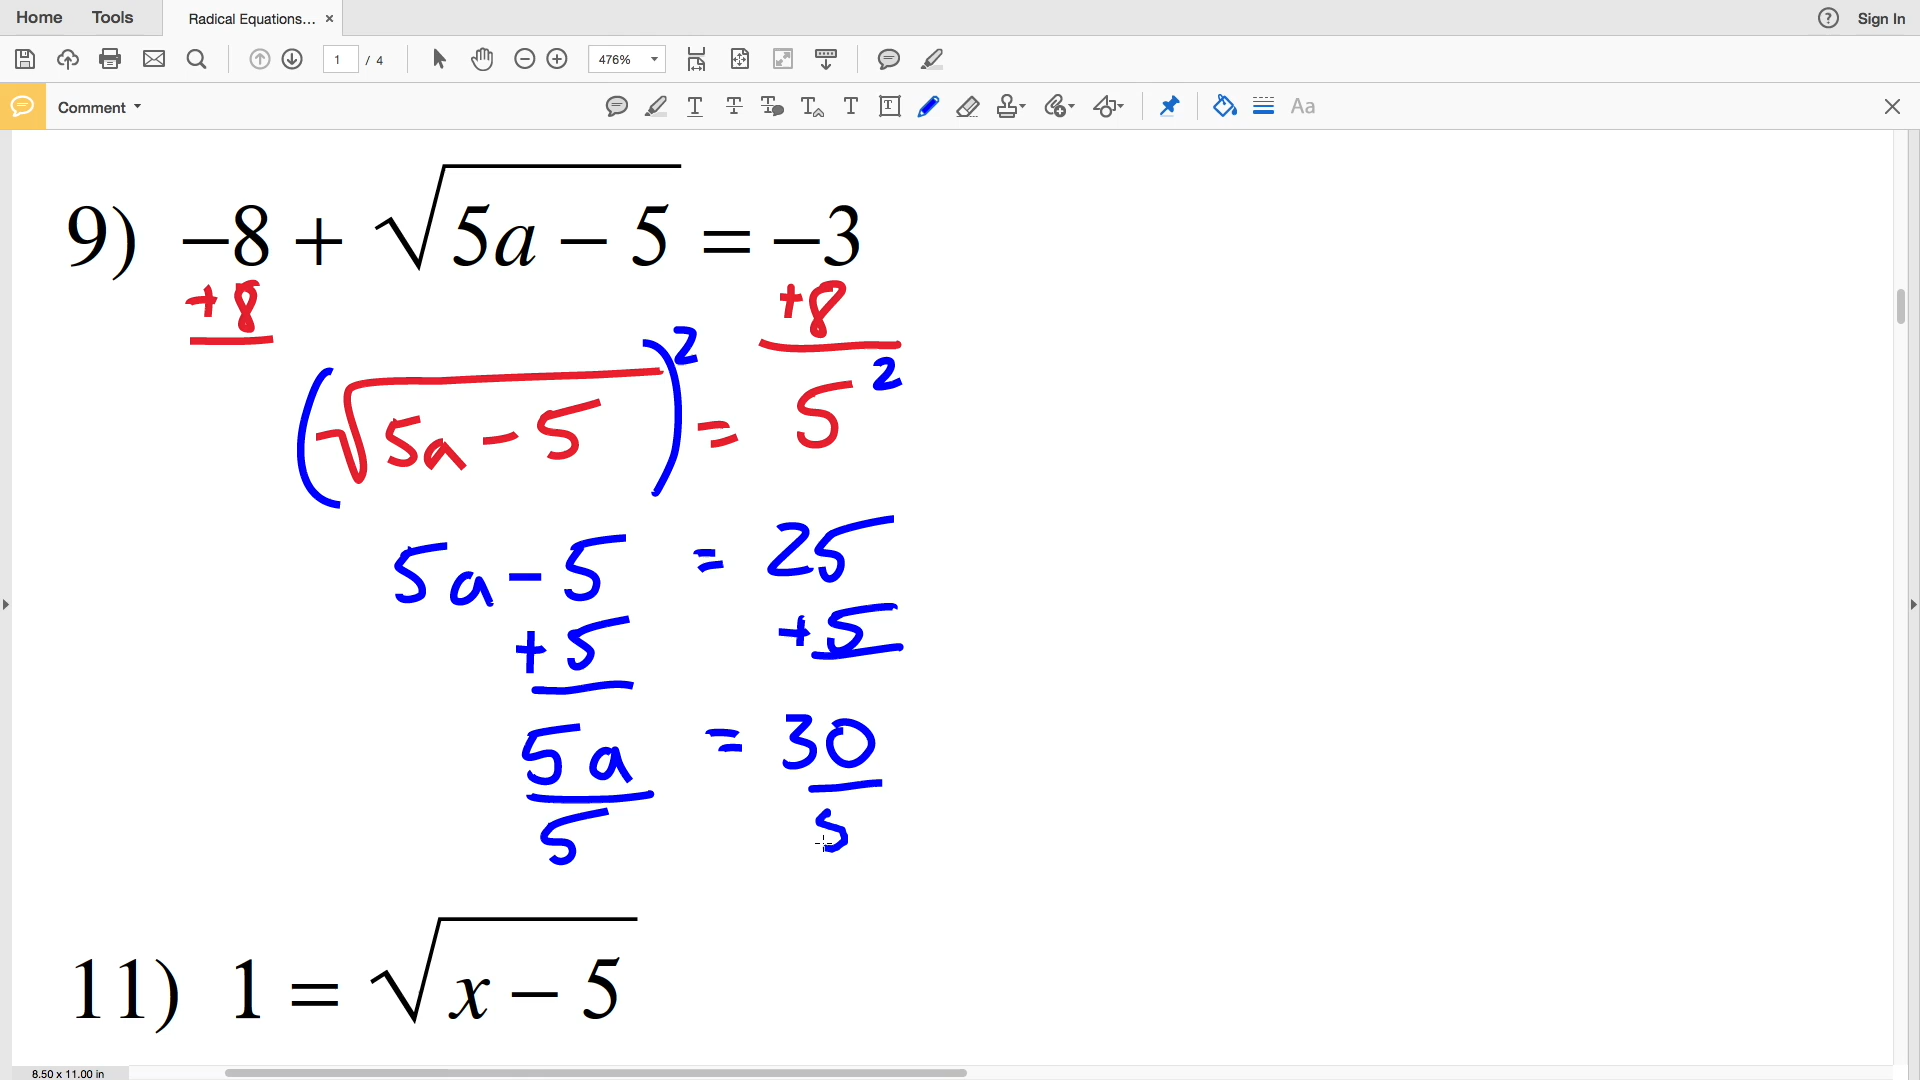 Home Tools Radical Equations... × ? Sign In
1 / 4 476%
Comment T T T T T T Aa
9) −8 + √5a − 5 = −3
+8 +8
(√5a − 5)² = 5²
5a − 5 = 25
+5 +5
5a = 30
5 5
11) 1 = √x − 5
8.50 x 11.00 in